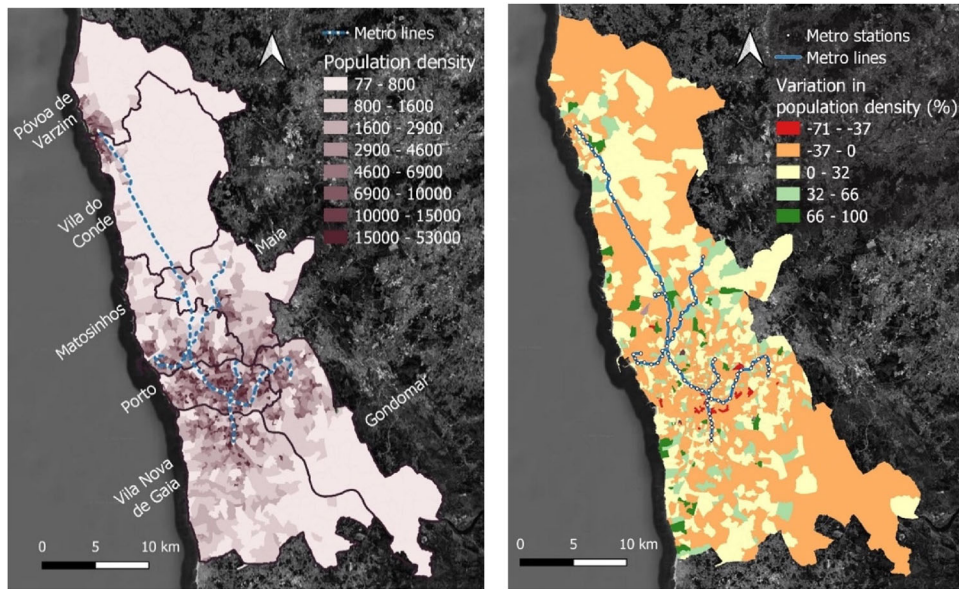 Metro lines
Population density
77 - 800
800 - 1600
1600 - 2900
2900 - 4600
4600 - 6900
6900 - 10000
10000 - 15000
15000 - 53000
Póvoa de
Varzim
Vila do
Conde
Maia
Matosinhos
Porto
Gondomar
Vila Nova
de Gaia
0 5 10 km
Metro stations
Metro lines
Variation in
population density (%)
-71 - -37
-37 - 0
0 - 32
32 - 66
66 - 100
0 5 10 km